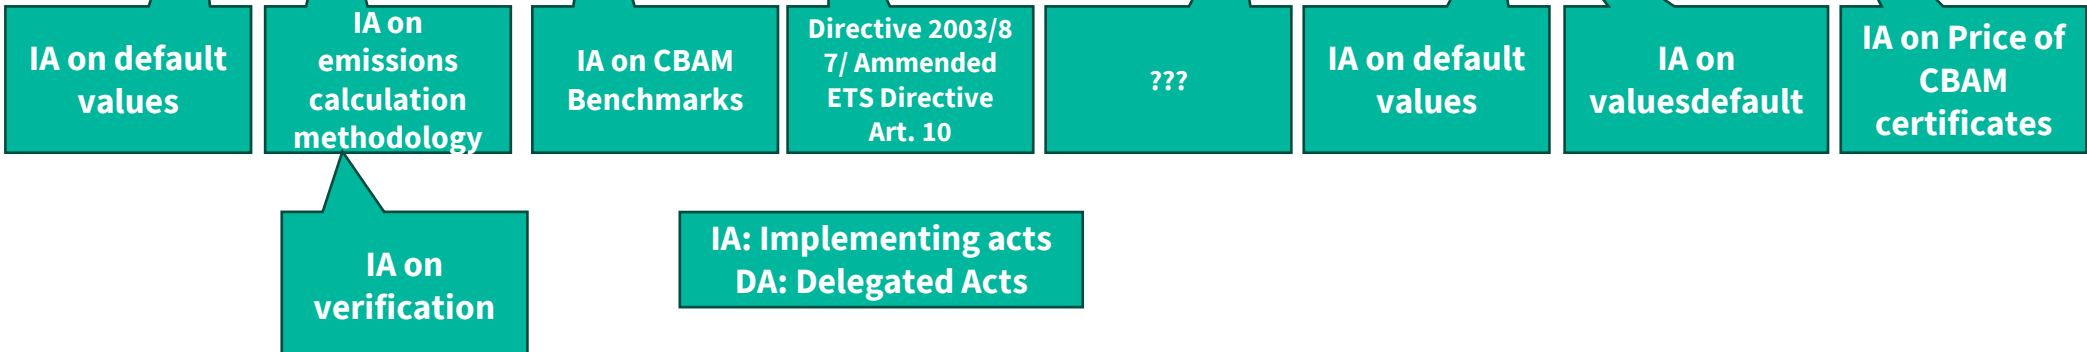 IA on default
values
IA on
emissions
calculation
methodology
IA on CBAM
Benchmarks
Directive 2003/8
7/ Ammended
ETS Directive
Art. 10
???
IA on default
values
IA on
valuesdefault
IA on Price of
CBAM
certificates
IA on
verification
IA: Implementing acts
DA: Delegated Acts